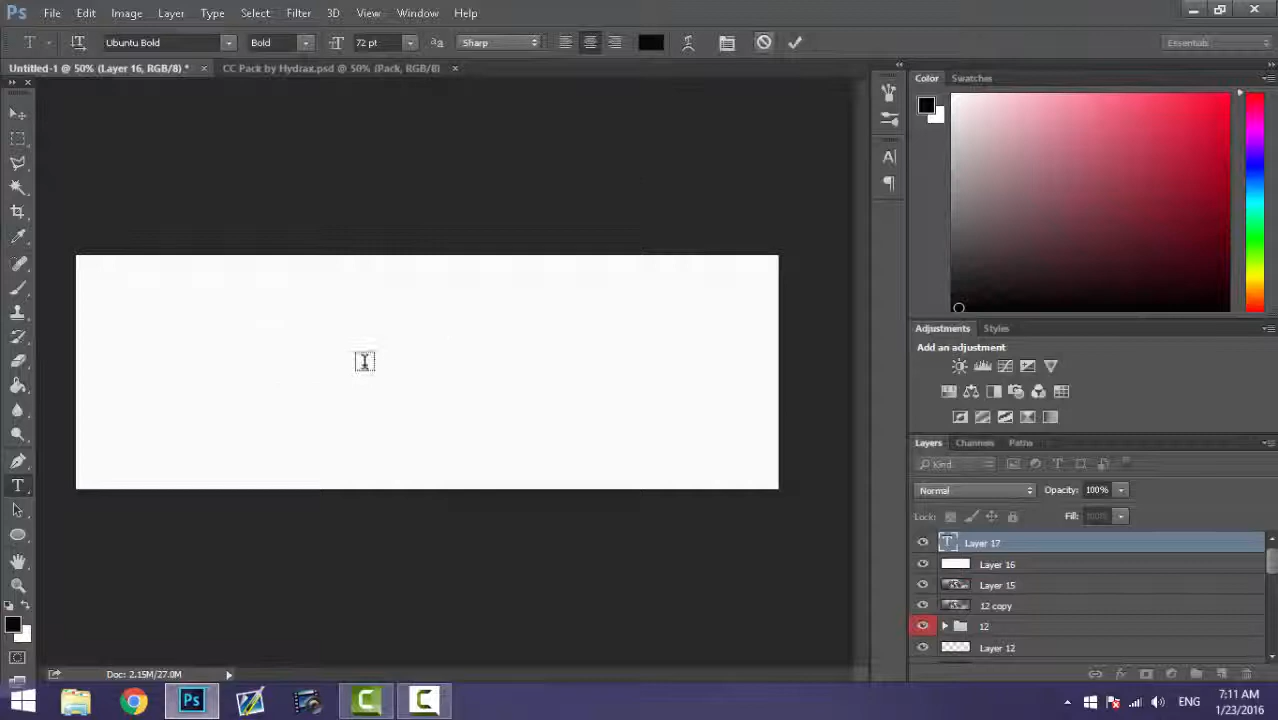 Ps File Edit Image Layer Type Select Filter 3D View Window Help
T Ubuntu Bold Bold 72 pt aa Sharp Essentials
Untitled-1 @ 50% (Layer 16, RGB/8) * × CC Pack by Hydrax.psd @ 50% (Pack, RGB/8) ×
Color Swatches
Adjustments Styles
Add an adjustment
Layers Channels Paths
Kind
Normal Opacity: 100%
Lock: Fill: 100%
Layer 17
Layer 16
Layer 15
12 copy
12
Layer 12
Doc: 2.15M/27.0M
Ps ENG 7:11 AM
1/23/2016